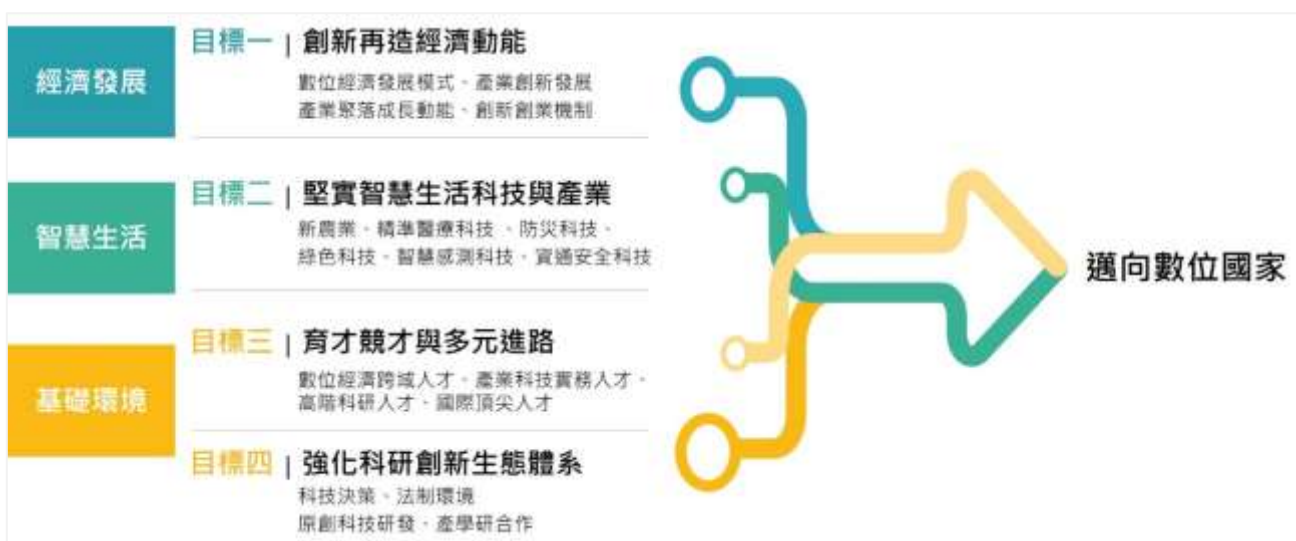 經濟發展
目標一 | 創新再造經濟動能
數位經濟發展模式、產業創新發展
產業聚落成長動能、創新創業機制
智慧生活
目標二 | 堅實智慧生活科技與產業
新農業、精準醫療科技、防災科技、
綠色科技、智慧感測科技、資通安全科技
基礎環境
目標三 | 育才競才與多元進路
數位經濟跨域人才、產業科技實務人才、
高階科研人才、國際頂尖人才
目標四 | 強化科研創新生態體系
科技決策、法制環境
原創科技研發、產學研合作
邁向數位國家